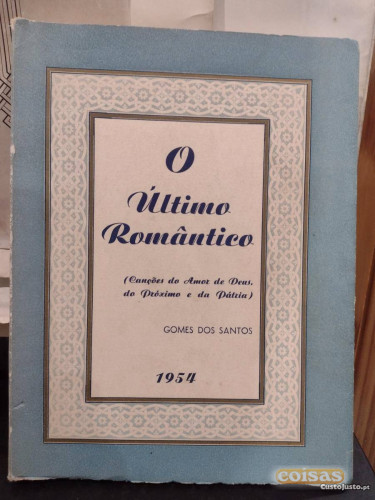 O
Último
Romântico
(Canções do Amor de Deus,
do Próximo e da Pátria)
GOMES DOS SANTOS
1954
coisas
CustoJusto.pt